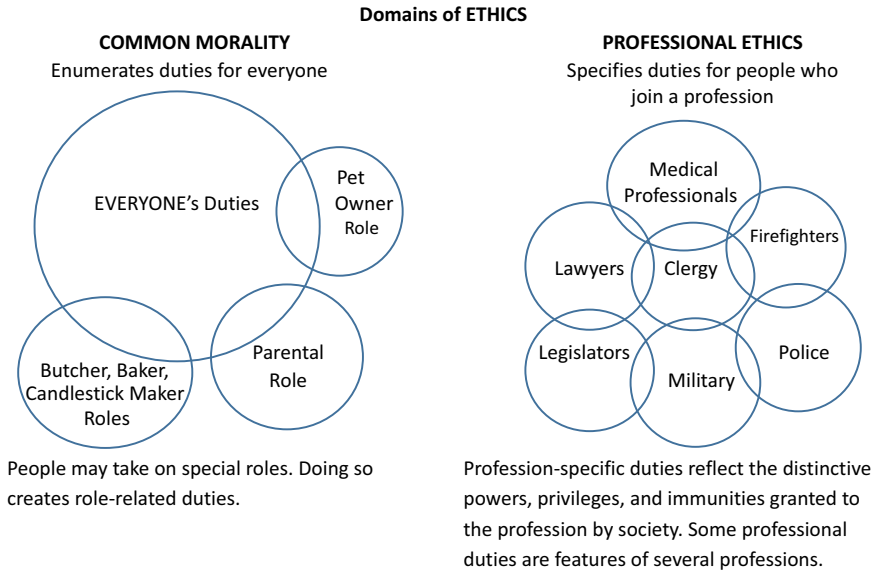 Domains of ETHICS
COMMON MORALITY
Enumerates duties for everyone
EVERYONE's Duties
Pet
Owner
Role
Butcher, Baker,
Candlestick Maker
Roles
Parental
Role
People may take on special roles. Doing so
creates role-related duties.
PROFESSIONAL ETHICS
Specifies duties for people who
join a profession
Medical
Professionals
Firefighters
Lawyers
Clergy
Legislators
Military
Police
Profession-specific duties reflect the distinctive
powers, privileges, and immunities granted to
the profession by society. Some professional
duties are features of several professions.